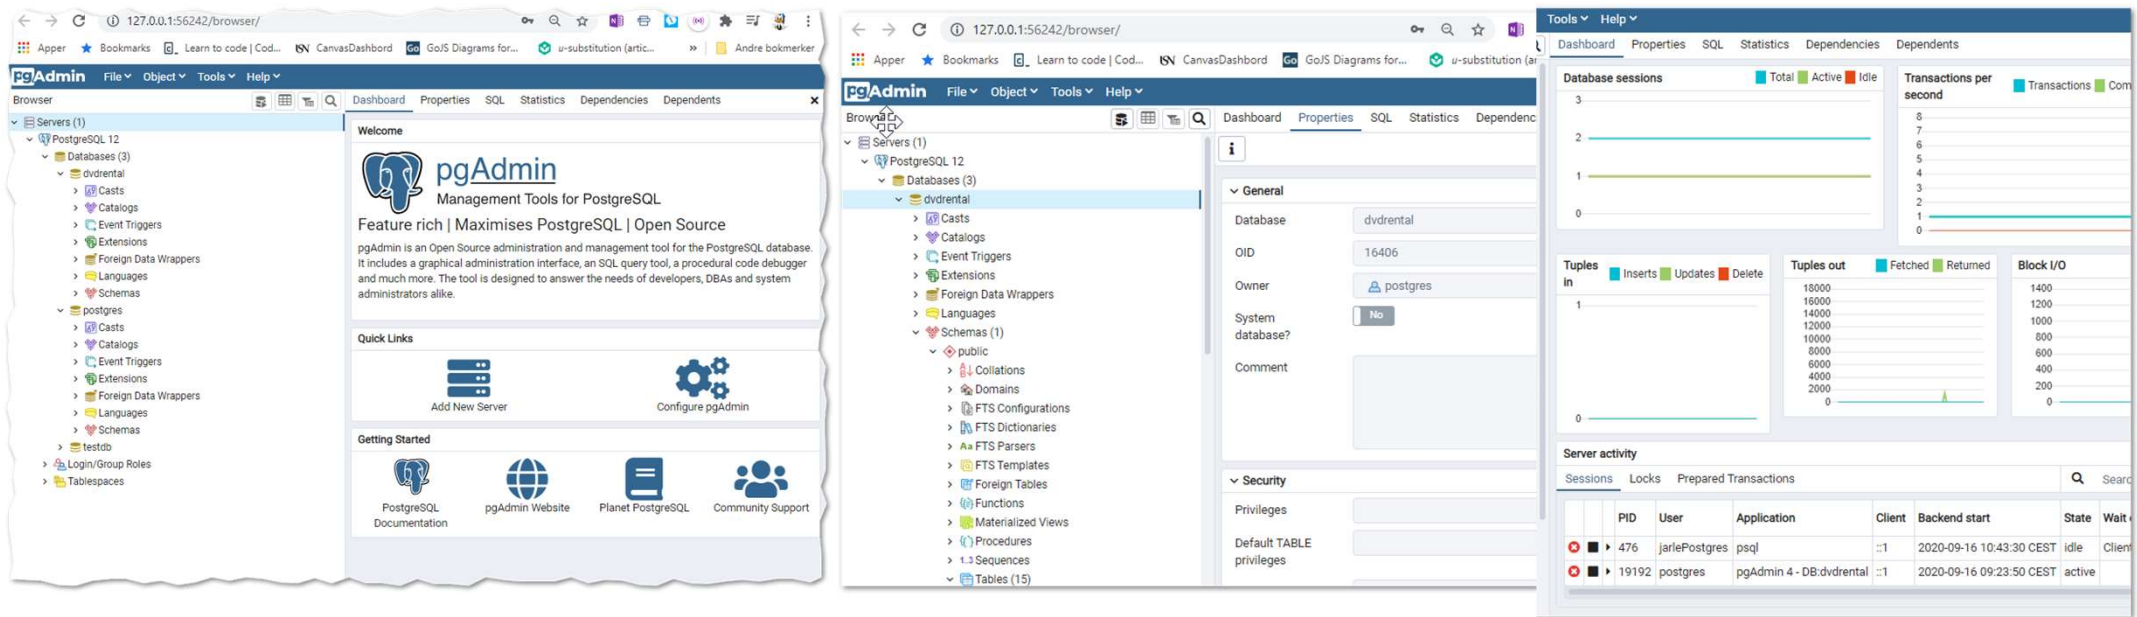 127.0.0.1:56242/browser/
Apper Bookmarks Learn to code | Cod... CanvasDashbord GoJS Diagrams for... u-substitution (artic... » Andre bokmerker
pgAdmin File Object Tools Help
Browser Dashboard Properties SQL Statistics Dependencies Dependents
Servers (1)
PostgreSQL 12
Databases (3)
dvdrental
Casts
Catalogs
Event Triggers
Extensions
Foreign Data Wrappers
Languages
Schemas
postgres
Casts
Catalogs
Event Triggers
Extensions
Foreign Data Wrappers
Languages
Schemas
testdb
Login/Group Roles
Tablespaces
Welcome
pgAdmin
Management Tools for PostgreSQL
Feature rich | Maximises PostgreSQL | Open Source
pgAdmin is an Open Source administration and management tool for the PostgreSQL database.
It includes a graphical administration interface, an SQL query tool, a procedural code debugger
and much more. The tool is designed to answer the needs of developers, DBAs and system
administrators alike.
Quick Links
Add New Server Configure pgAdmin
Getting Started
PostgreSQL
Documentation
pgAdmin Website
Planet PostgreSQL
Community Support
127.0.0.1:56242/browser/
Apper Bookmarks Learn to code | Cod... CanvasDashbord GoJS Diagrams for... u-substitution (ar
pgAdmin File Object Tools Help
Dashboard Properties SQL Statistics Dependenc
Servers (1)
PostgreSQL 12
Databases (3)
dvdrental
Casts
Catalogs
Event Triggers
Extensions
Foreign Data Wrappers
Languages
Schemas (1)
public
Collations
Domains
FTS Configurations
FTS Dictionaries
FTS Parsers
FTS Templates
Foreign Tables
Functions
Materialized Views
Procedures
1..3 Sequences
Tables (15)
i
General
Database dvdrental
OID 16406
Owner postgres
System
database?
No
Comment
Security
Privileges
Default TABLE
privileges
Tools Help
Dashboard Properties SQL Statistics Dependencies Dependents
Database sessions Total Active Idle
3
2
1
0
Transactions per
second
Transactions Com
8
7
6
5
4
3
2
1
0
Tuples
in
Inserts Updates Delete
1
0
Tuples out Fetched Returned
18000
16000
14000
12000
10000
8000
6000
4000
2000
0
Block I/O
1400
1200
1000
800
600
400
200
0
Server activity
Sessions Locks Prepared Transactions Searc
PID User Application Client Backend start State Wait
476 jarlePostgres psql ::1 2020-09-16 10:43:30 CEST idle Client
19192 postgres pgAdmin 4 - DB:dvdrental ::1 2020-09-16 09:23:50 CEST active